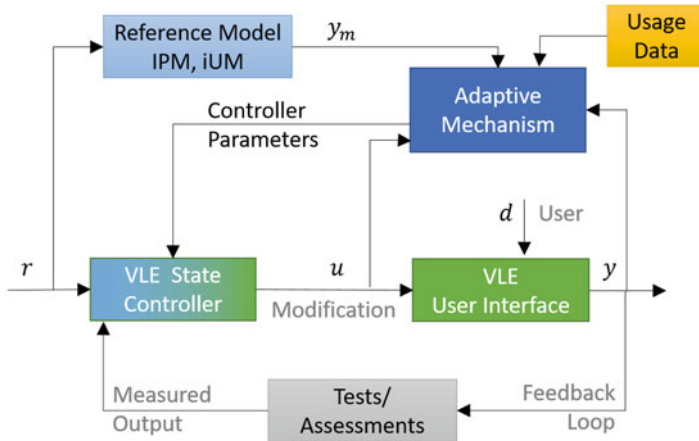 Reference Model
IPM, iUM
y_m
Usage
Data
Adaptive
Mechanism
Controller
Parameters
d
User
r
VLE State
Controller
u
Modification
VLE
User Interface
y
Measured
Output
Tests/
Assessments
Feedback
Loop